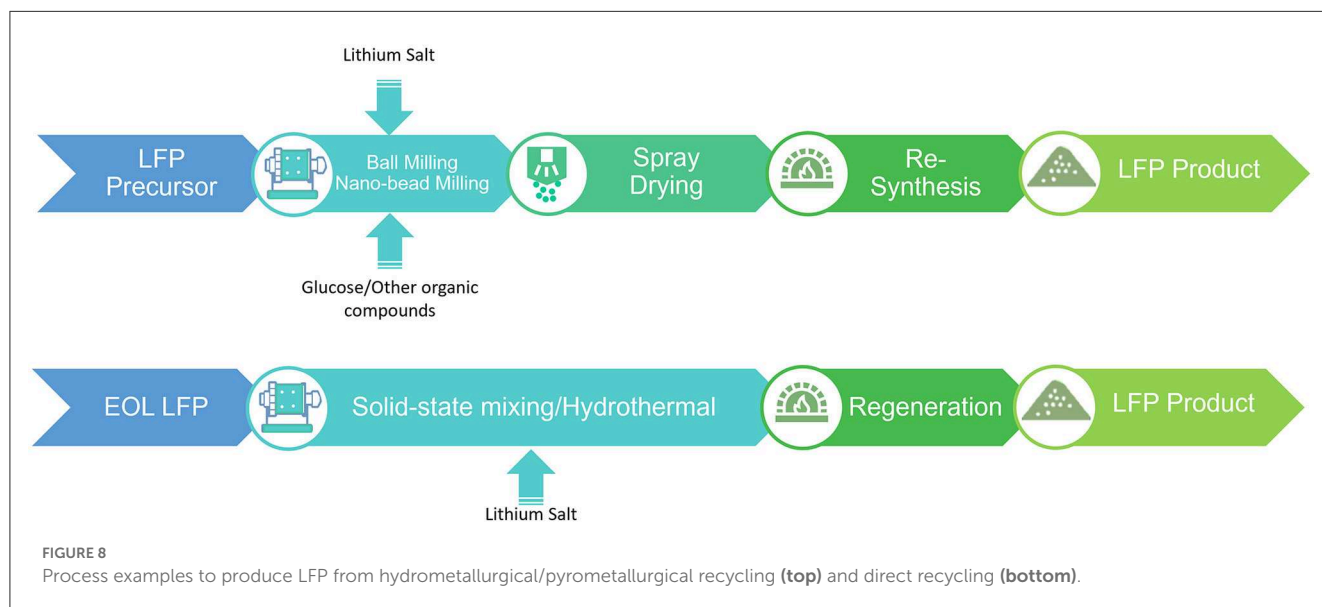 Lithium Salt
LFP
Precursor
Ball Milling
Nano-bead Milling
Spray
Drying
Re-
Synthesis
LFP Product
Glucose/Other organic
compounds
EOL LFP
Solid-state mixing/Hydrothermal
Regeneration
LFP Product
Lithium Salt
FIGURE 8
Process examples to produce LFP from hydrometallurgical/pyrometallurgical recycling (top) and direct recycling (bottom).